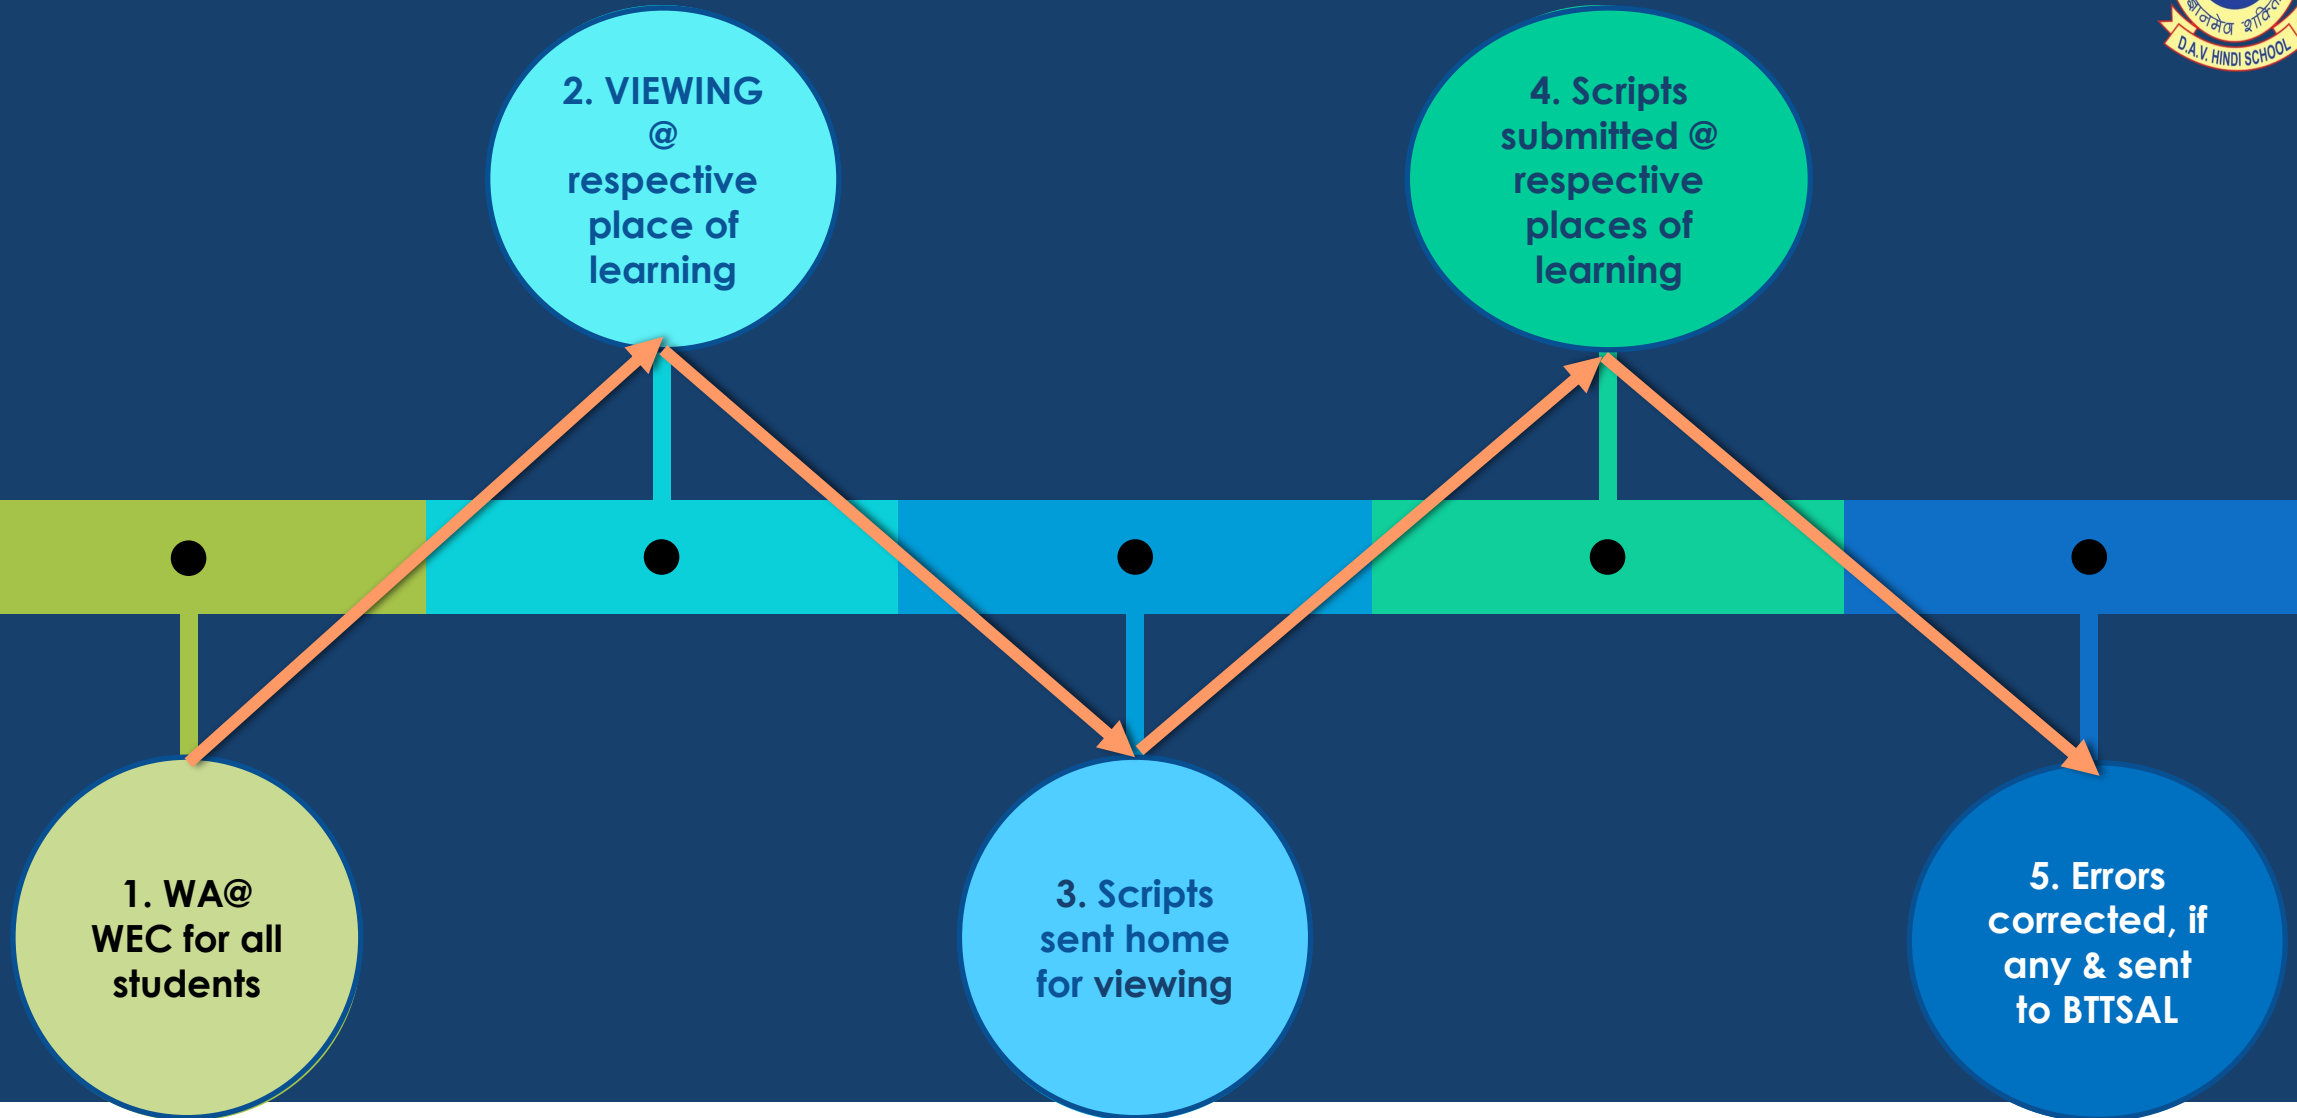 2. VIEWING
@
respective
place of
learning
4. Scripts
submitted @
respective
places of
learning
D.A.V. HINDI SCHOOL
1. WA@
WEC for all
students
3. Scripts
sent home
for viewing
5. Errors
corrected, if
any & sent
to BTTSAL